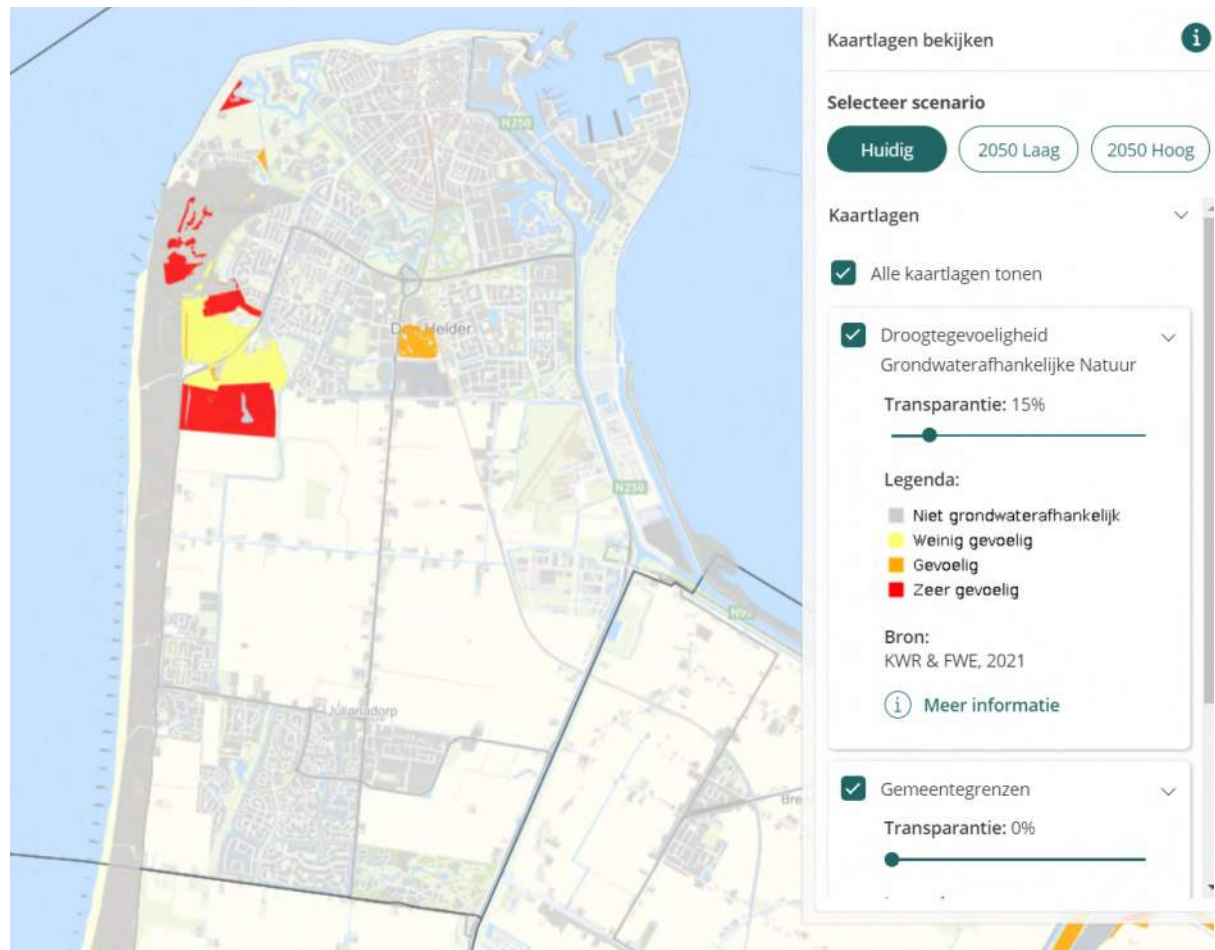 N250
Den Helder
N250
Julianadorp
Bre
Kaartlagen bekijken
Selecteer scenario
Huidig
2050 Laag
2050 Hoog
Kaartlagen
Alle kaartlagen tonen
Droogtegevoeligheid
Grondwaterafhankelijke Natuur
Transparantie: 15%
Legenda:
Niet grondwaterafhankelijk
Weinig gevoelig
Gevoelig
Zeer gevoelig
Bron:
KWR & FWE, 2021
Meer informatie
Gemeentegrenzen
Transparantie: 0%